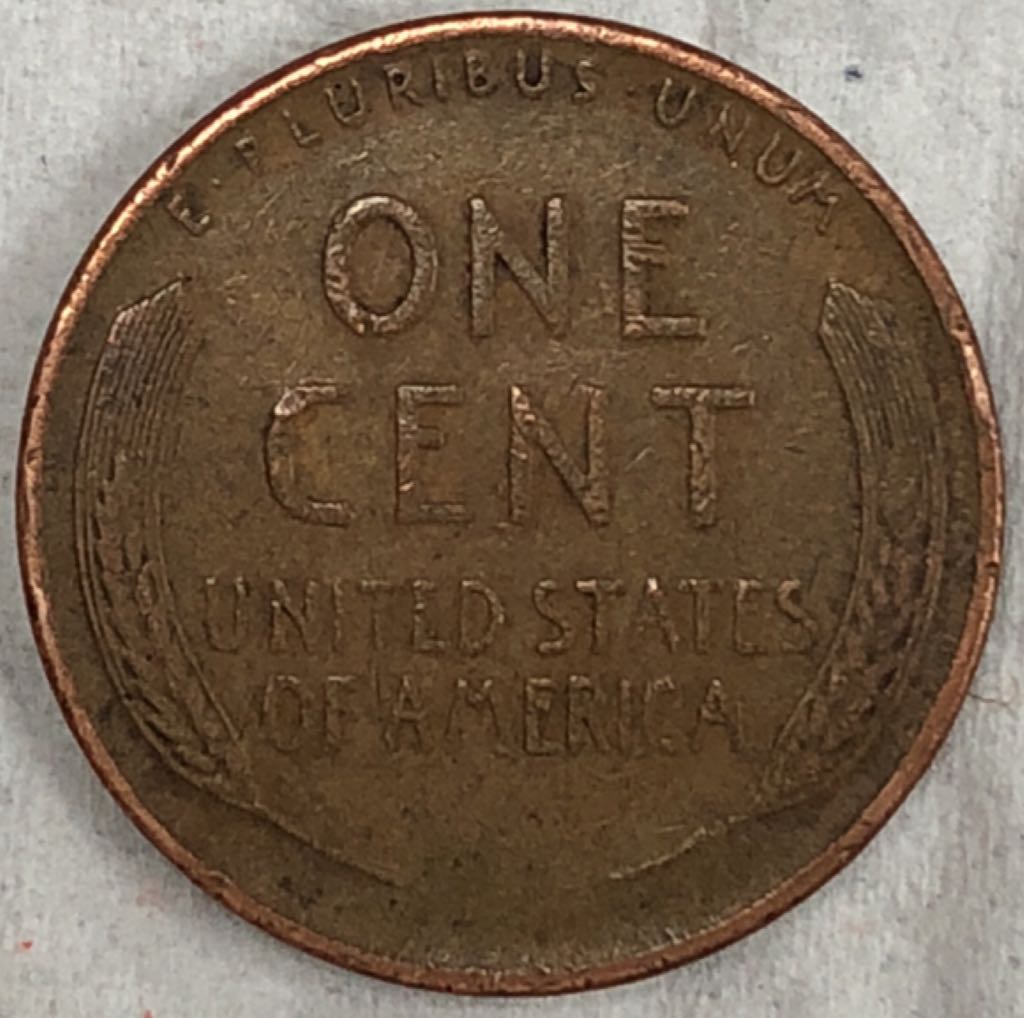 E·PLURIBUS·UNUM
ONE
CENT
UNITED STATES
OF AMERICA